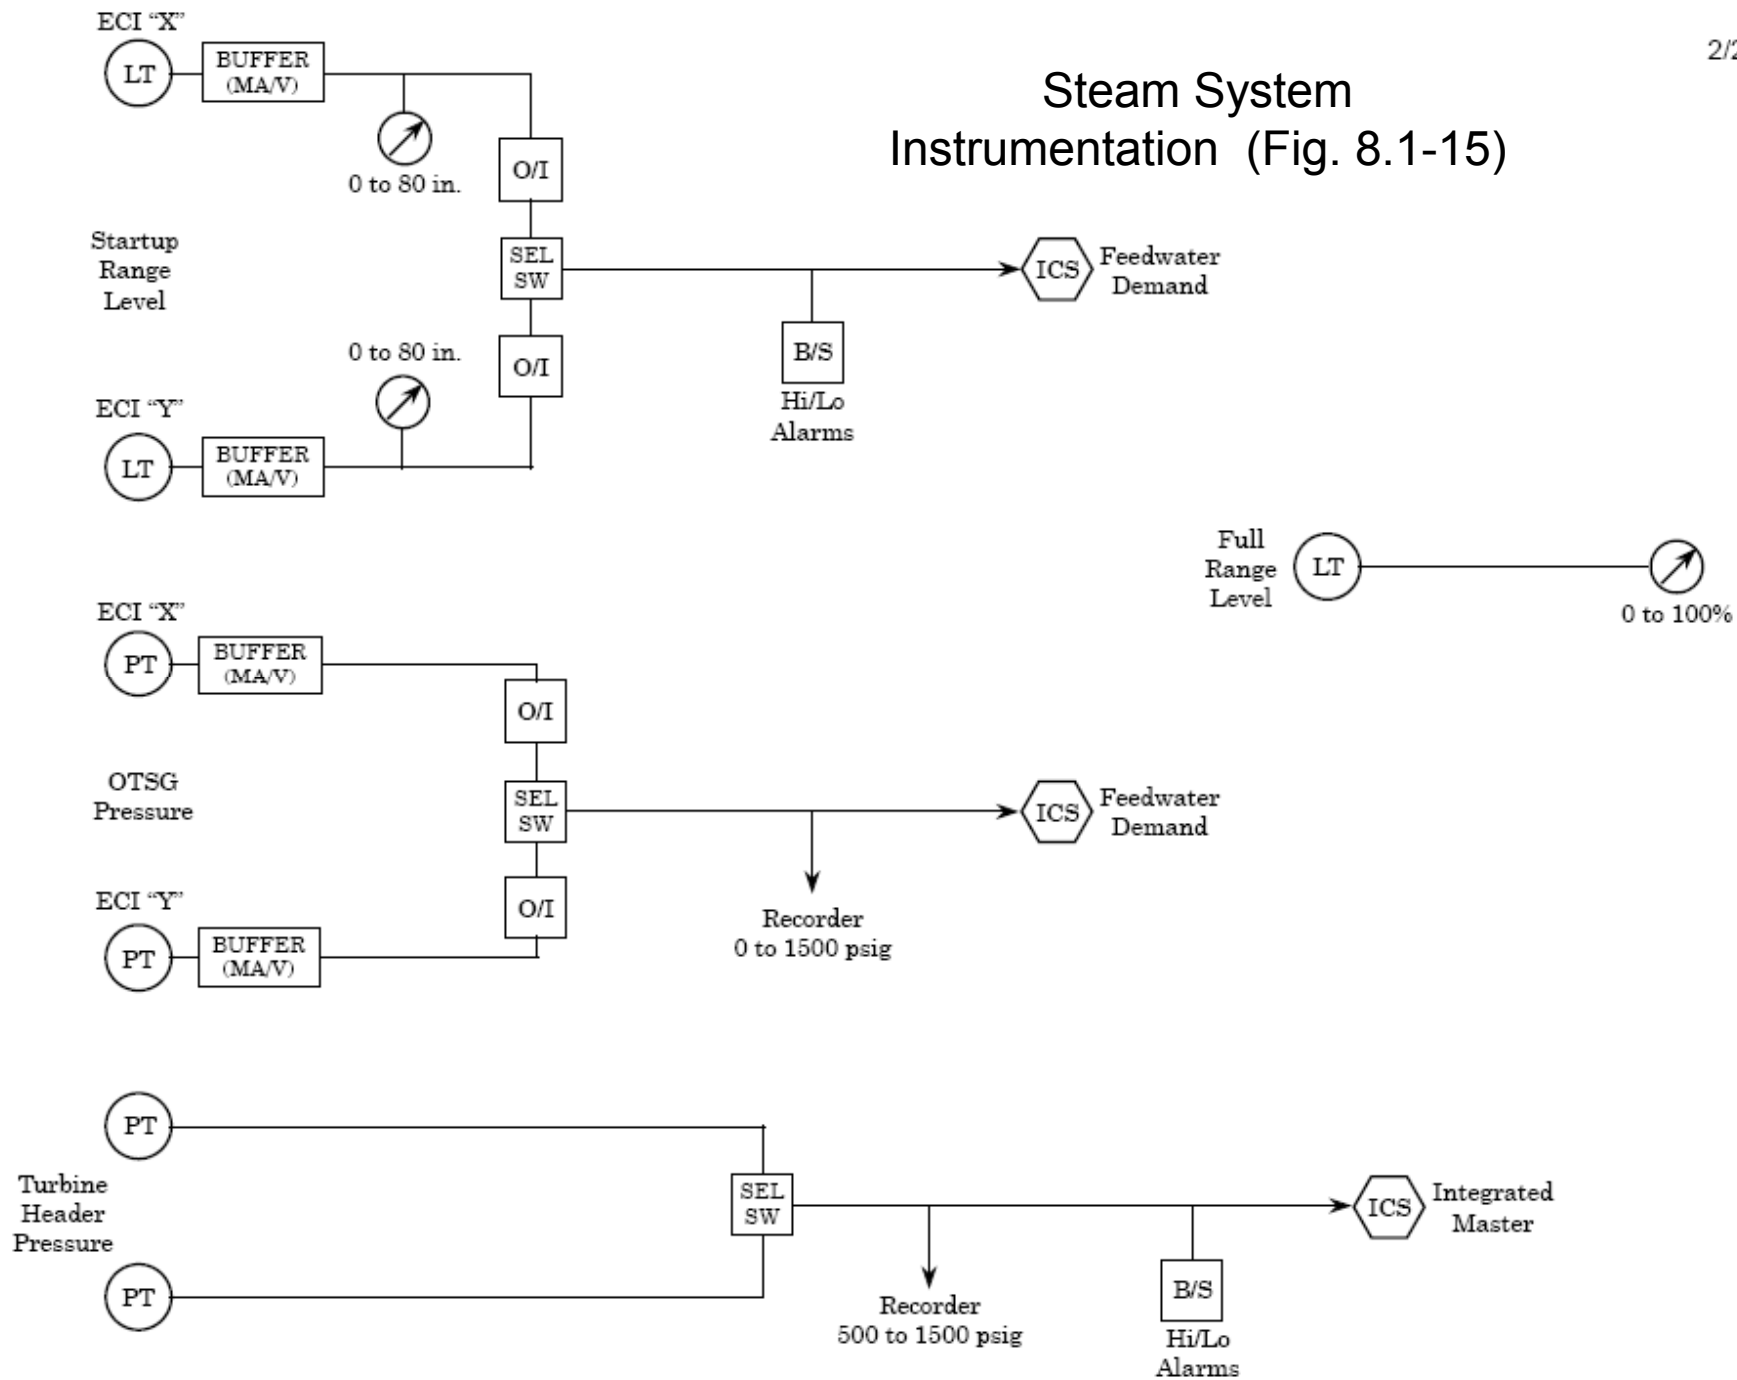 2/2
Steam System
Instrumentation (Fig. 8.1-15)
ECI “X”
LT
BUFFER
(MA/V)
0 to 80 in.
O/I
Startup
Range
Level
SEL
SW
ICS
Feedwater
Demand
0 to 80 in.
O/I
B/S
Hi/Lo
Alarms
ECI “Y”
LT
BUFFER
(MA/V)
Full
Range
Level
LT
0 to 100%
ECI “X”
PT
BUFFER
(MA/V)
O/I
OTSG
Pressure
SEL
SW
ICS
Feedwater
Demand
ECI “Y”
PT
BUFFER
(MA/V)
O/I
Recorder
0 to 1500 psig
PT
Turbine
Header
Pressure
SEL
SW
ICS
Integrated
Master
PT
Recorder
500 to 1500 psig
B/S
Hi/Lo
Alarms